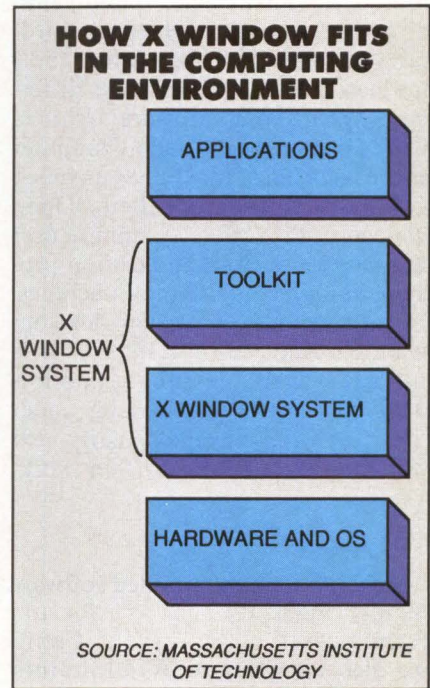 HOW X WINDOW FITS
IN THE COMPUTING
ENVIRONMENT
APPLICATIONS
TOOLKIT
X
WINDOW
SYSTEM
X WINDOW SYSTEM
HARDWARE AND OS
SOURCE: MASSACHUSETTS INSTITUTE
OF TECHNOLOGY